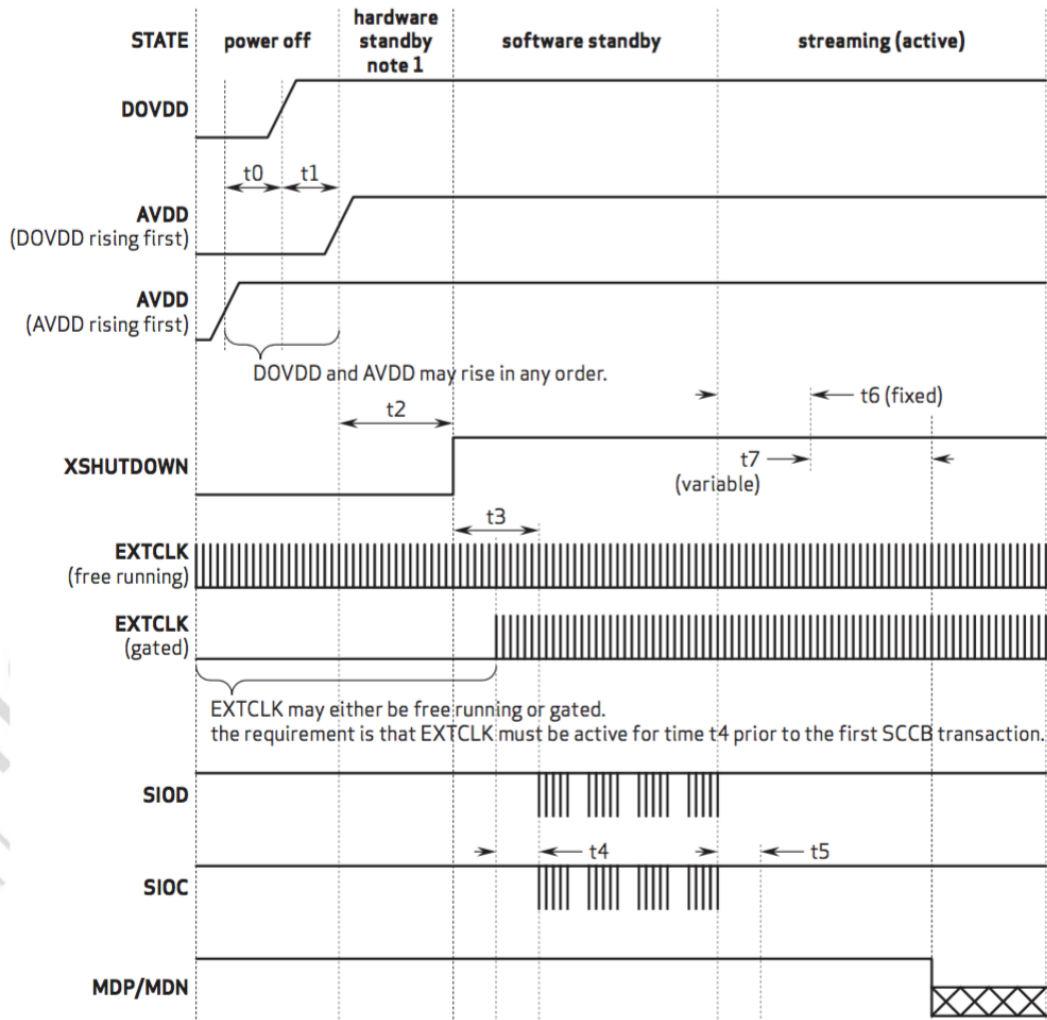 STATE
power off
hardware
standby
note 1
software standby
streaming (active)
DOVDD
t0
t1
AVDD
(DOVDD rising first)
AVDD
(AVDD rising first)
DOVDD and AVDD may rise in any order.
t2
t6 (fixed)
XSHUTDOWN
t7
(variable)
t3
EXTCLK
(free running)
EXTCLK
(gated)
EXTCLK may either be free running or gated.
the requirement is that EXTCLK must be active for time t4 prior to the first SCCB transaction.
SIOD
t4
t5
SIOC
MDP/MDN